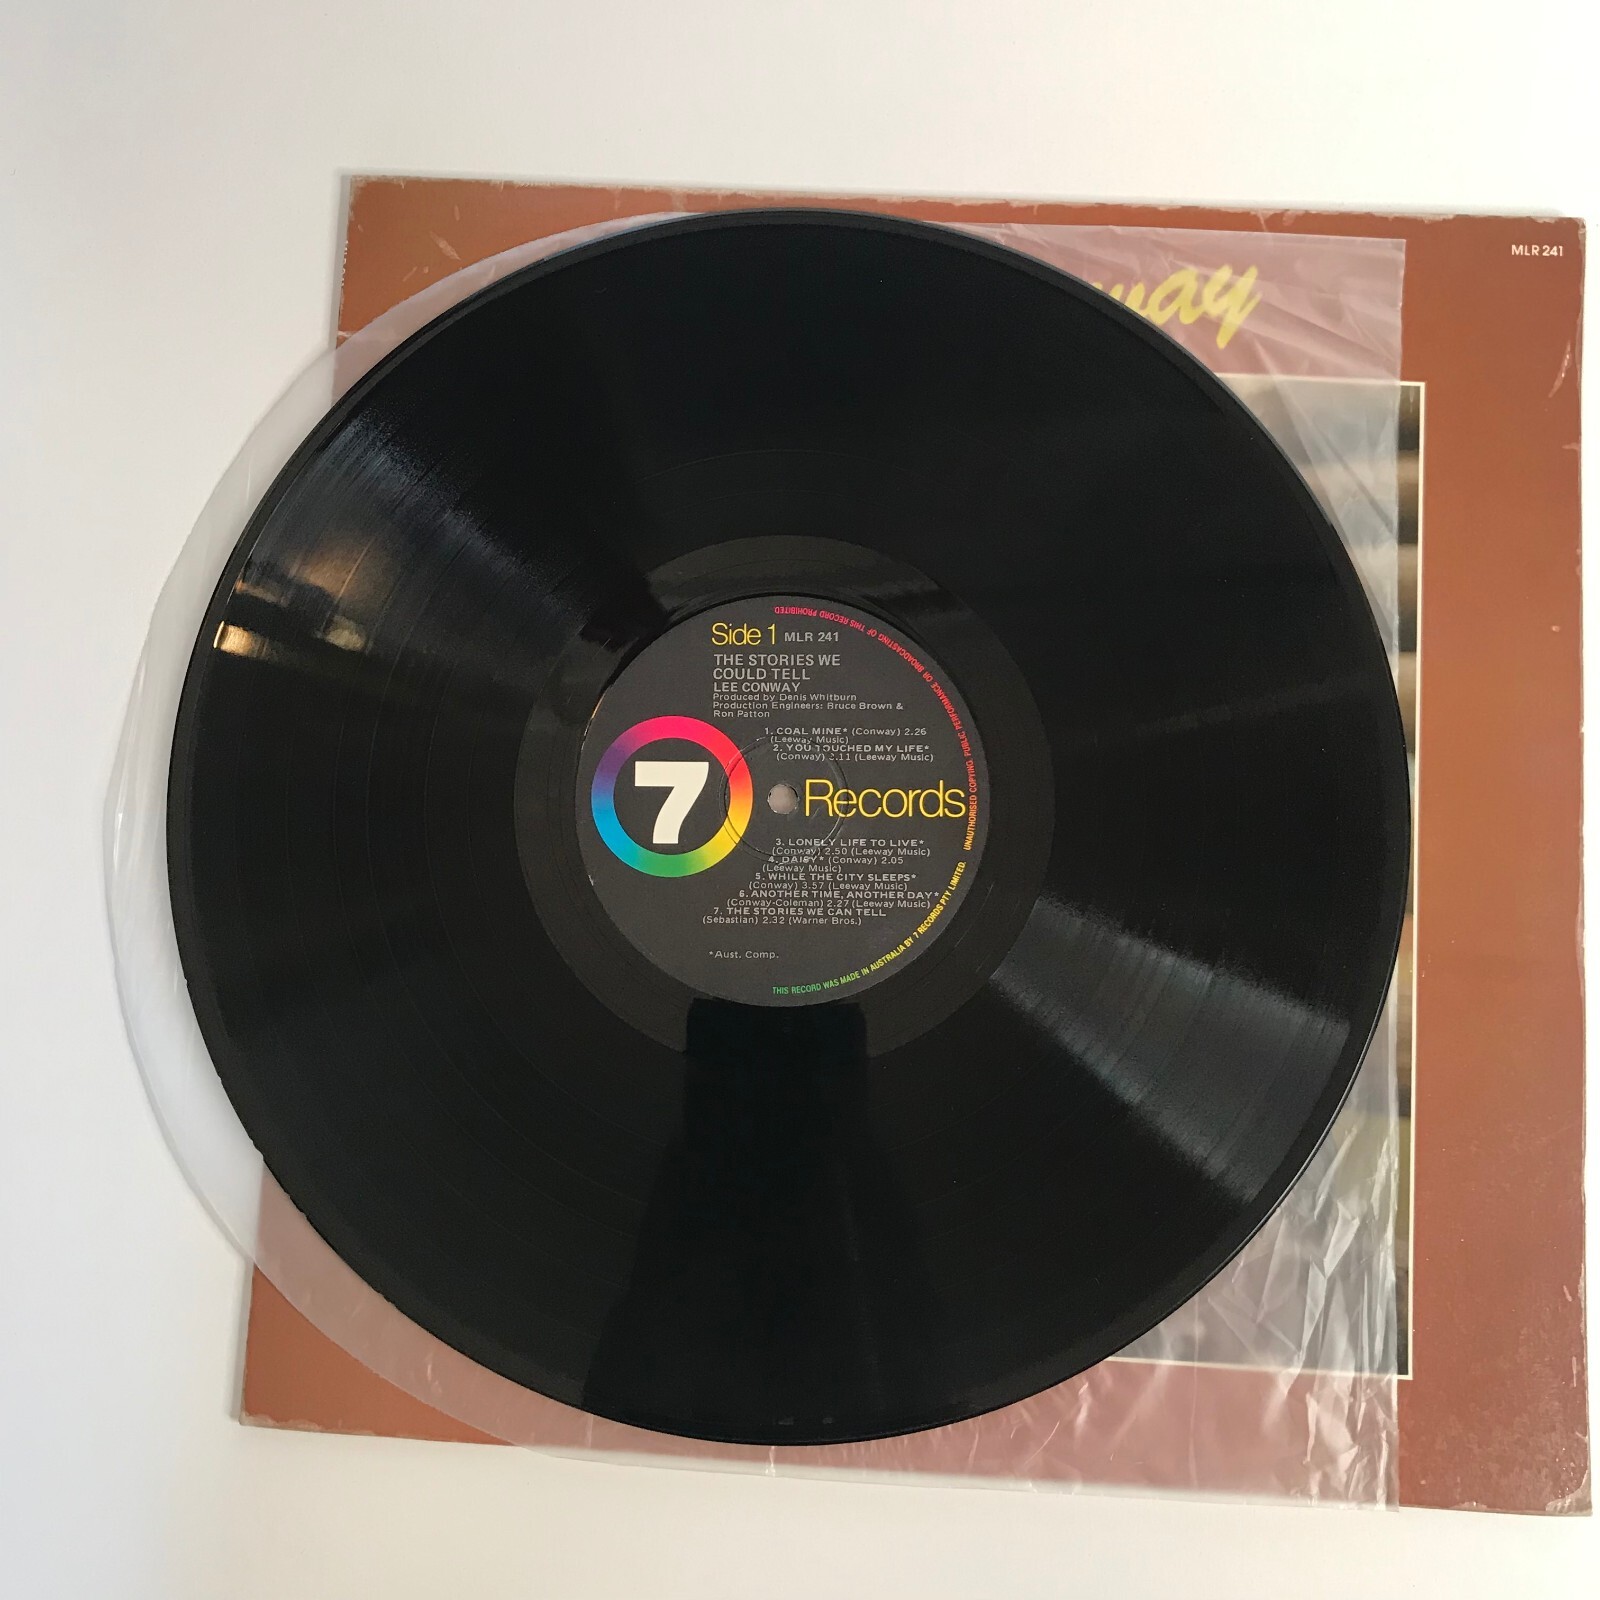 MLR 241
way
Side 1 MLR 241
THE STORIES WE
COULD TELL
LEE CONWAY
Produced by Denis Whitburn
Production Engineers: Bruce Brown &
Ron Patton
1. COAL MINE* (Conway) 2.26
(Leeway Music)
2. YOU TOUCHED MY LIFE*
(Conway) 2.11 (Leeway Music)
7 Records
3. LONELY LIFE TO LIVE*
(Conway) 2.50 (Leeway Music)
4. DAISY* (Conway) 2.05
(Leeway Music)
5. WHILE THE CITY SLEEPS*
(Conway) 3.57 (Leeway Music)
6. ANOTHER TIME, ANOTHER DAY*
(Conway-Coleman) 2.27 (Leeway Music)
7. THE STORIES WE CAN TELL
(Sebastian) 2.32 (Warner Bros.)
*Aust. Comp.
THIS RECORD WAS MADE IN AUSTRALIA BY 7 RECORDS PTY LIMITED. UNAUTHORISED COPYING, PUBLIC PERFORMANCE OR BROADCASTING OF THIS RECORD PROHIBITED